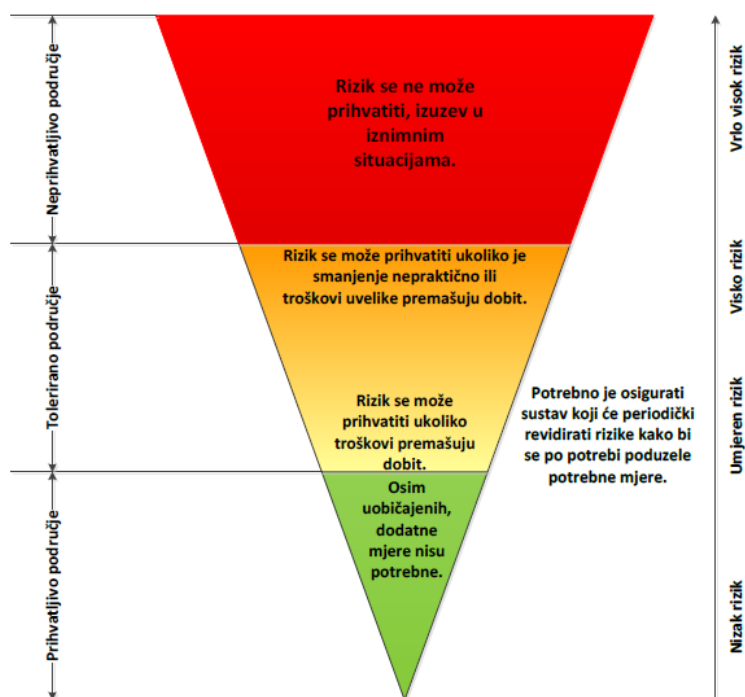 Neprihvatljivo područje
Rizik se ne može
prihvatiti, izuzev u
iznimnim
situacijama.
Vrlo visok rizik
Tolerirano područje
Rizik se može prihvatiti ukoliko je
smanjenje nepraktično ili
troškovi uvelike premašuju dobit.
Visko rizik
Rizik se može
prihvatiti ukoliko
troškovi premašuju
dobit.
Potrebno je osigurati
sustav koji će periodički
revidirati rizike kako bi
se po potrebi poduzele
potrebne mjere.
Umjeren rizik
Prihvatljivo područje
Osim
uobičajenih,
dodatne
mjere nisu
potrebne.
Nizak rizik